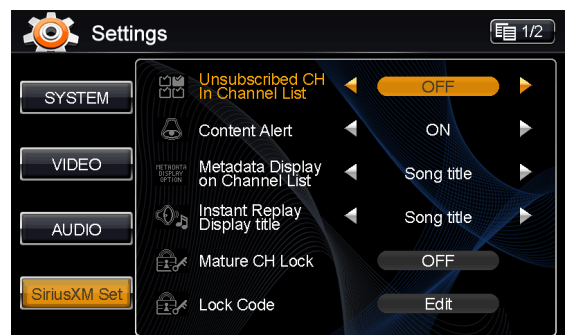 Settings
1/2
SYSTEM
VIDEO
AUDIO
SiriusXM Set
Unsubscribed CH
In Channel List
OFF
Content Alert
ON
METADATA
DISPLAY
OPTION
Metadata Display
on Channel List
Song title
Instant Replay
Display title
Song title
Mature CH Lock
OFF
Lock Code
Edit